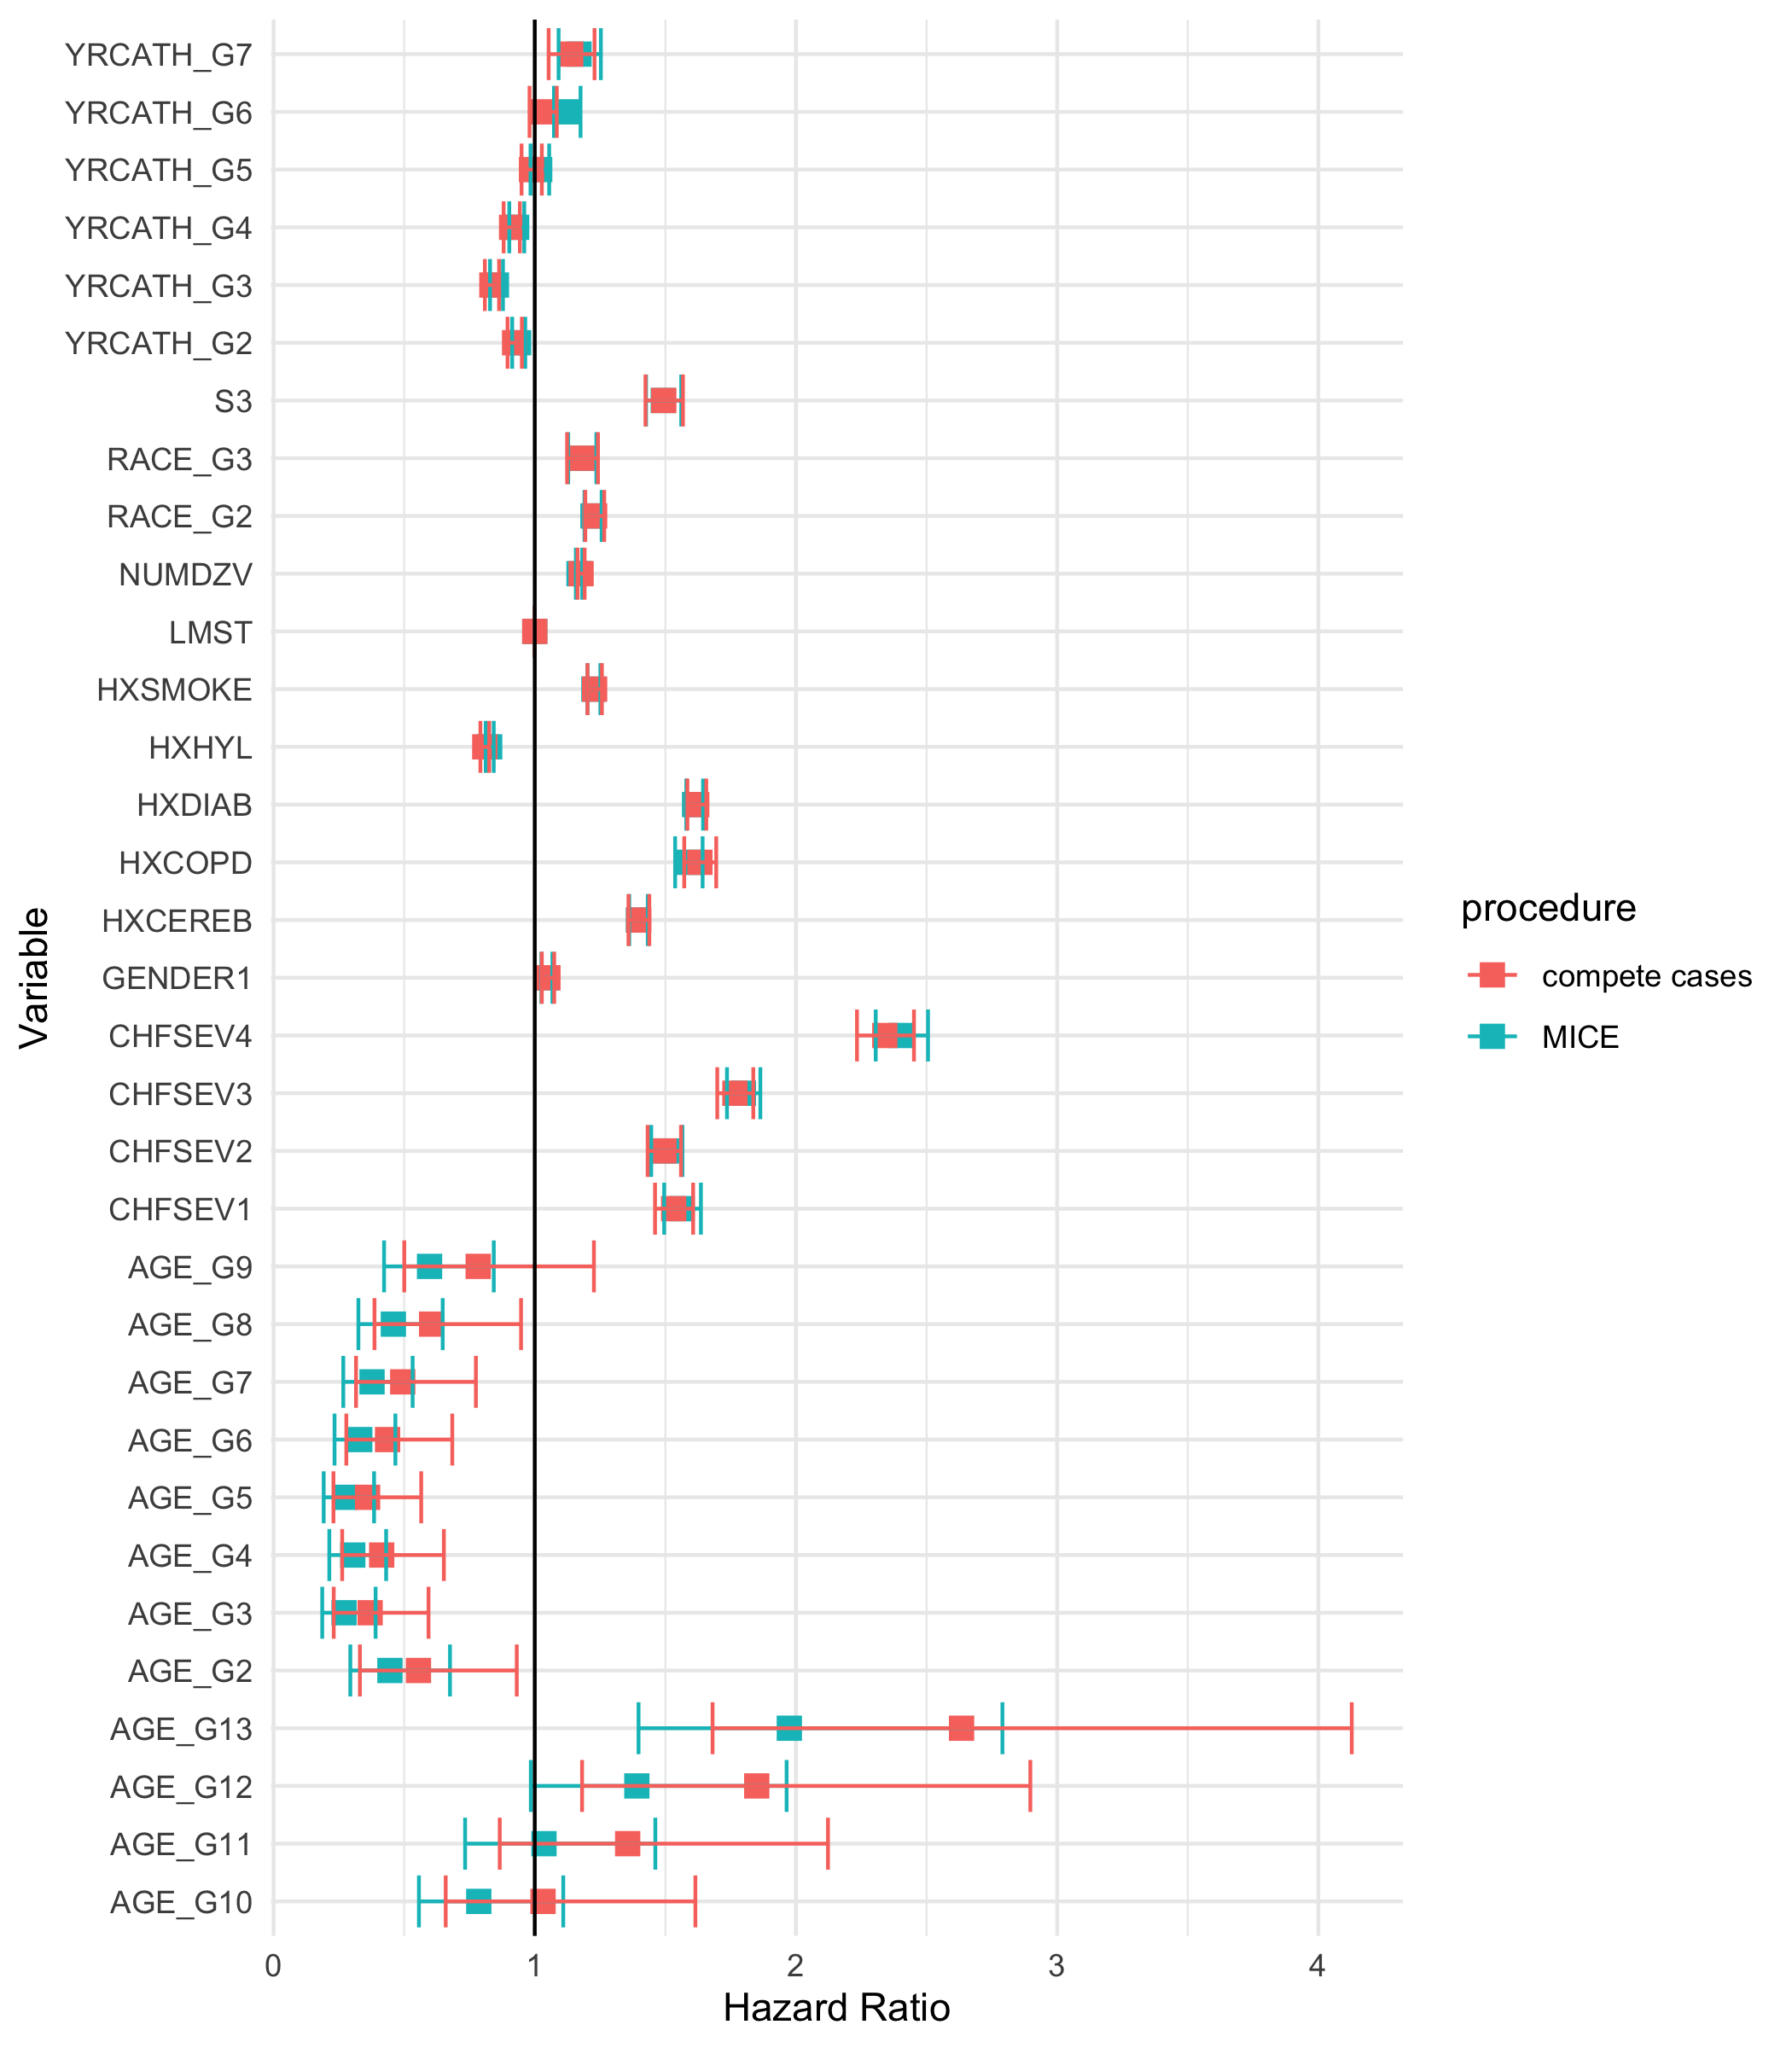 YRCATH_G7
YRCATH_G6
YRCATH_G5
YRCATH_G4
YRCATH_G3
YRCATH_G2
S3
RACE_G3
RACE_G2
NUMDZV
LMST
HXSMOKE
HXHYL
HXDIAB
HXCOPD
HXCEREB
GENDER1
CHFSEV4
CHFSEV3
CHFSEV2
CHFSEV1
AGE_G9
AGE_G8
AGE_G7
AGE_G6
AGE_G5
AGE_G4
AGE_G3
AGE_G2
AGE_G13
AGE_G12
AGE_G11
AGE_G10
Variable
0 1 2 3 4
Hazard Ratio
procedure
compete cases
MICE